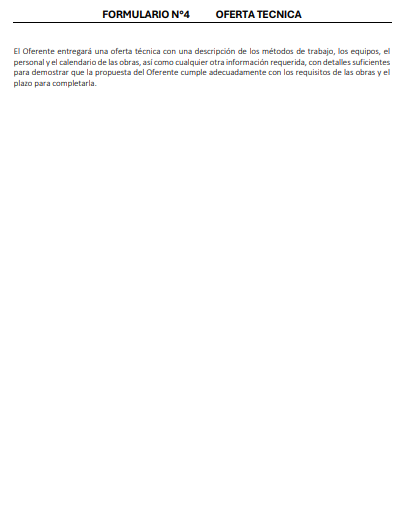 FORMULARIO N°4 OFERTA TECNICA
El Oferente entregará una oferta técnica con una descripción de los métodos de trabajo, los equipos, el
personal y el calendario de las obras, así como cualquier otra información requerida, con detalles suficientes
para demostrar que la propuesta del Oferente cumple adecuadamente con los requisitos de las obras y el
plazo para completarla.